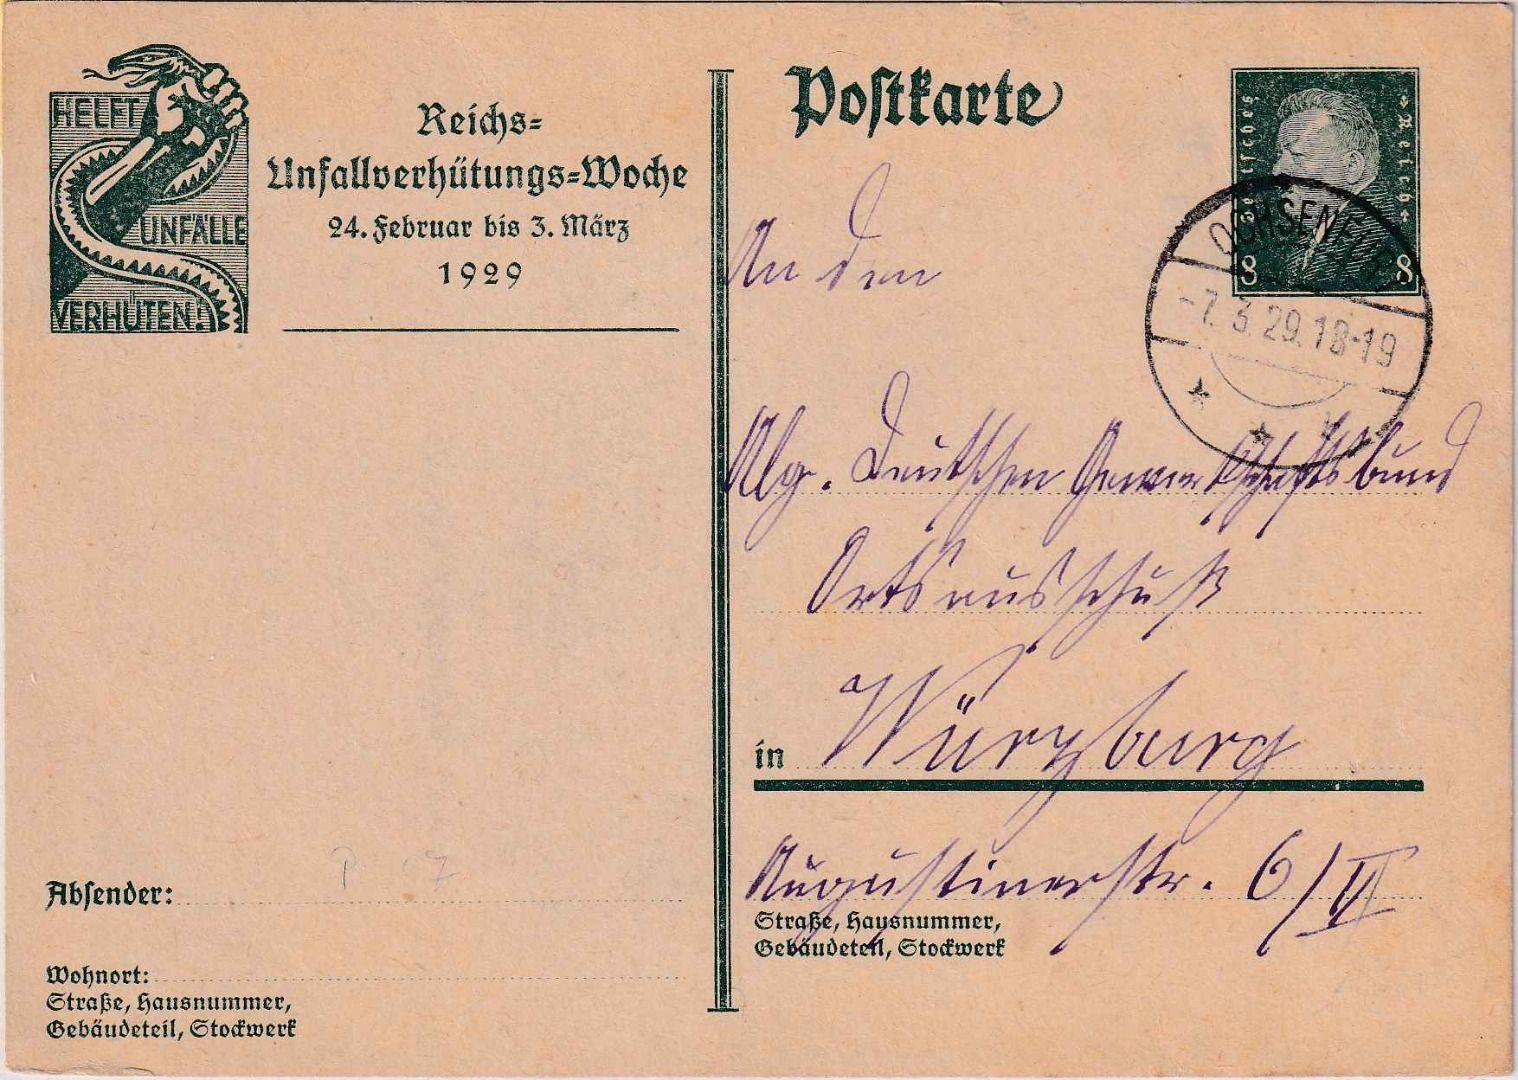 HELFT
UNFÄLLE
VERHÜTEN!
Reichs-
Unfallverhütungs-Woche
24. Februar bis 3. März
1929
Postkarte
Deutsches Reich
8 8
OCHSENFURT
-7.3.29.18-19
An den
Allg. Deutschen Gewerkschaftsbund
Ortsausschuß
in Würzburg
Augustinerstr. 6/II
Straße, Hausnummer,
Gebäudeteil, Stockwerk
Absender:
Wohnort:
Straße, Hausnummer,
Gebäudeteil, Stockwerk